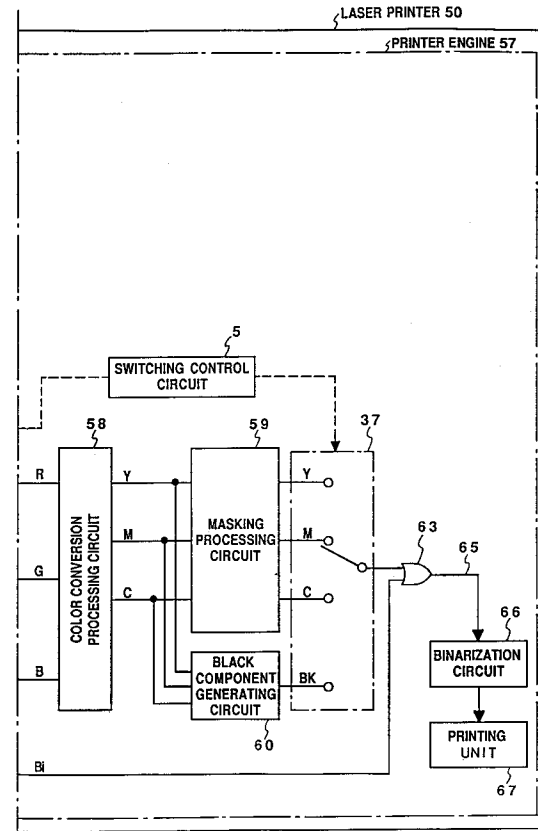 LASER PRINTER 50
PRINTER ENGINE 57
5
SWITCHING CONTROL
CIRCUIT
58
59
37
R
Y
Y
COLOR CONVERSION
PROCESSING CIRCUIT
MASKING
PROCESSING
CIRCUIT
M
M
63
65
G
C
C
66
BINARIZATION
CIRCUIT
B
BLACK
COMPONENT
GENERATING
CIRCUIT
BK
60
PRINTING
UNIT
67
Bi